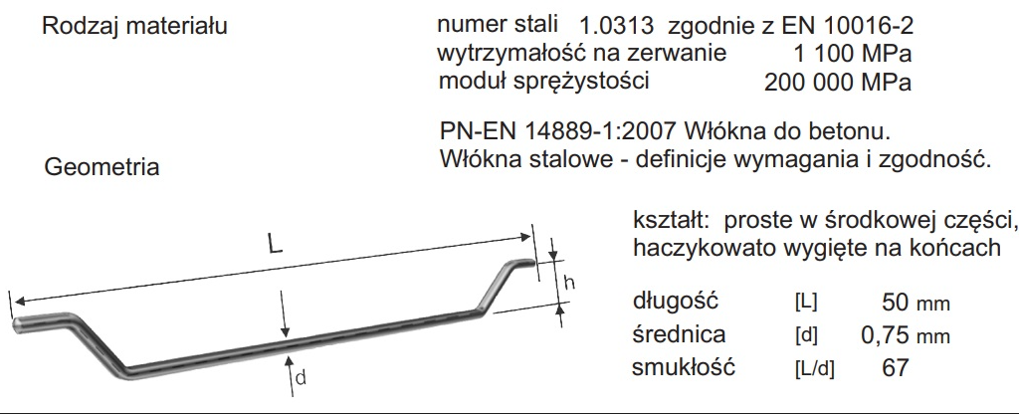 Rodzaj materiału
numer stali 1.0313 zgodnie z EN 10016-2
wytrzymałość na zerwanie 1 100 MPa
moduł sprężystości 200 000 MPa
PN-EN 14889-1:2007 Włókna do betonu.
Włókna stalowe - definicje wymagania i zgodność.
Geometria
kształt: proste w środkowej części,
haczykowato wygięte na końcach
L
h
d
długość [L] 50 mm
średnica [d] 0,75 mm
smukłość [L/d] 67